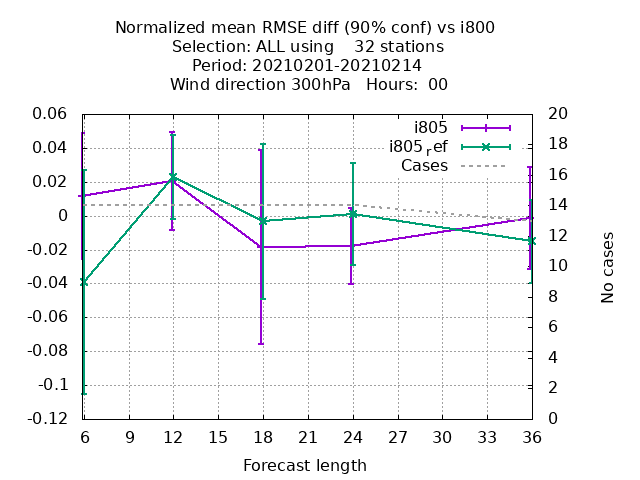 Normalized mean RMSE diff (90% conf) vs i800
Selection: ALL using    32 stations
Period: 20210201-20210214
Wind direction 300hPa   Hours:  00
i805
i805_ref
Cases
0.06
0.04
0.02
0
-0.02
-0.04
-0.06
-0.08
-0.1
-0.12
20
18
16
14
12
10
8
6
4
2
0
No cases
6 9 12 15 18 21 24 27 30 33 36
Forecast length